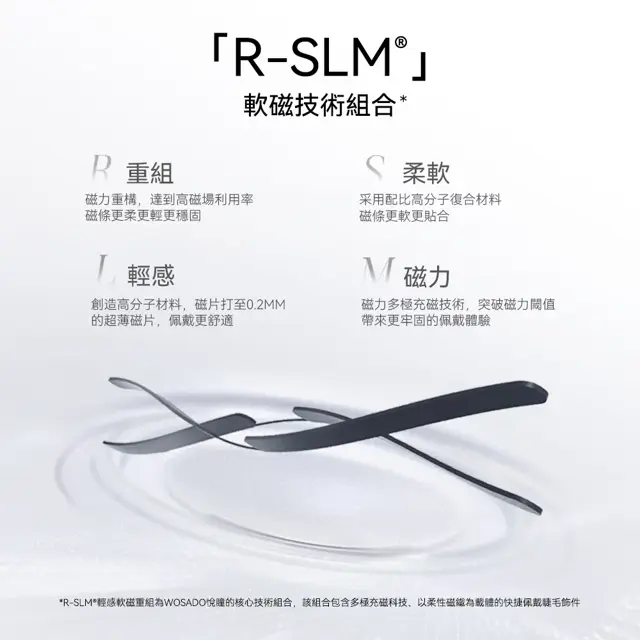 「R-SLM®」
軟磁技術組合*
R 重組
磁力重構，達到高磁場利用率
磁條更柔更輕更穩固
S 柔軟
采用配比高分子復合材料
磁條更軟更貼合
L 輕感
創造高分子材料，磁片打至0.2MM
的超薄磁片，佩戴更舒適
M 磁力
磁力多極充磁技術，突破磁力閾值
帶來更牢固的佩戴體驗
*R-SLM®輕感軟磁重組為WOSADO悅瞳的核心技術組合，該組合包含多極充磁科技、以柔性磁鐵為載體的快捷佩戴睫毛飾件